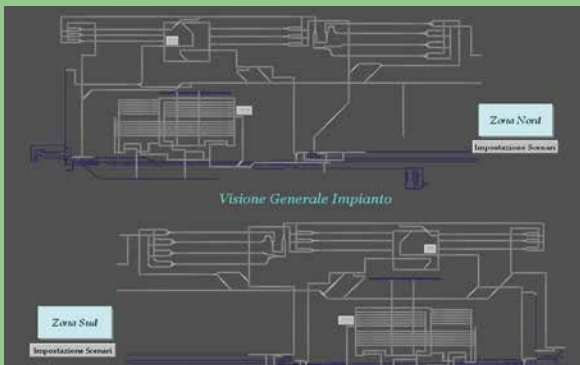 Zona Nord
Impostazione Scenari
Visione Generale Impianto
Zona Sud
Impostazione Scenari